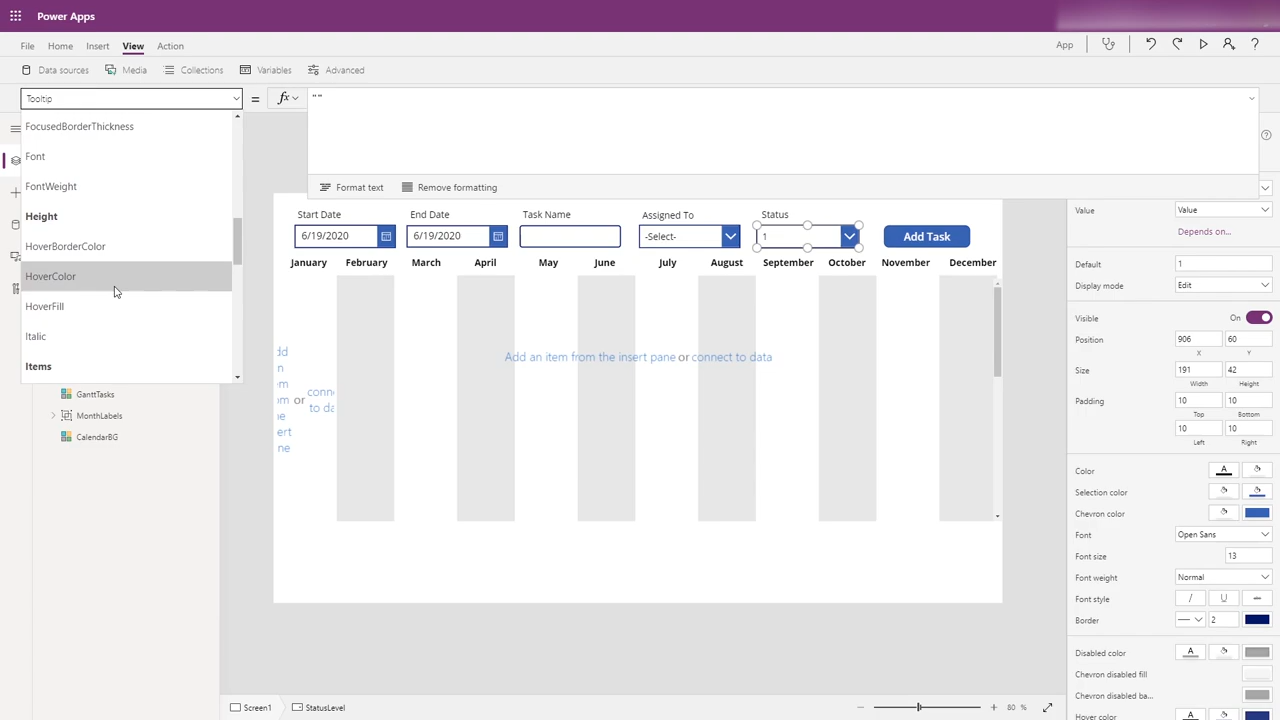 Power Apps
File Home Insert View Action
App
Data sources Media Collections Variables Advanced
Tooltip = fx ""
FocusedBorderThickness
Font
FontWeight
Height
HoverBorderColor
HoverColor
HoverFill
Italic
Items
Format text Remove formatting
GanttTasks
MonthLabels
CalendarBG
Start Date End Date Task Name Assigned To Status
6/19/2020 6/19/2020 -Select- 1 Add Task
January February March April May June July August September October November December
Add an item from the insert pane or connect to data
or
to
Value Value
Depends on...
Default 1
Display mode Edit
Visible On
Position 906 60
X Y
Size 191 42
Width Height
Padding 10 10
Top Bottom
10 10
Left Right
Color
Selection color
Chevron color
Font Open Sans
Font size 13
Font weight Normal
Font style / U abc
Border 2
Disabled color
Chevron disabled fill
Chevron disabled ba...
Hover color
Screen1 StatusLevel
80 %